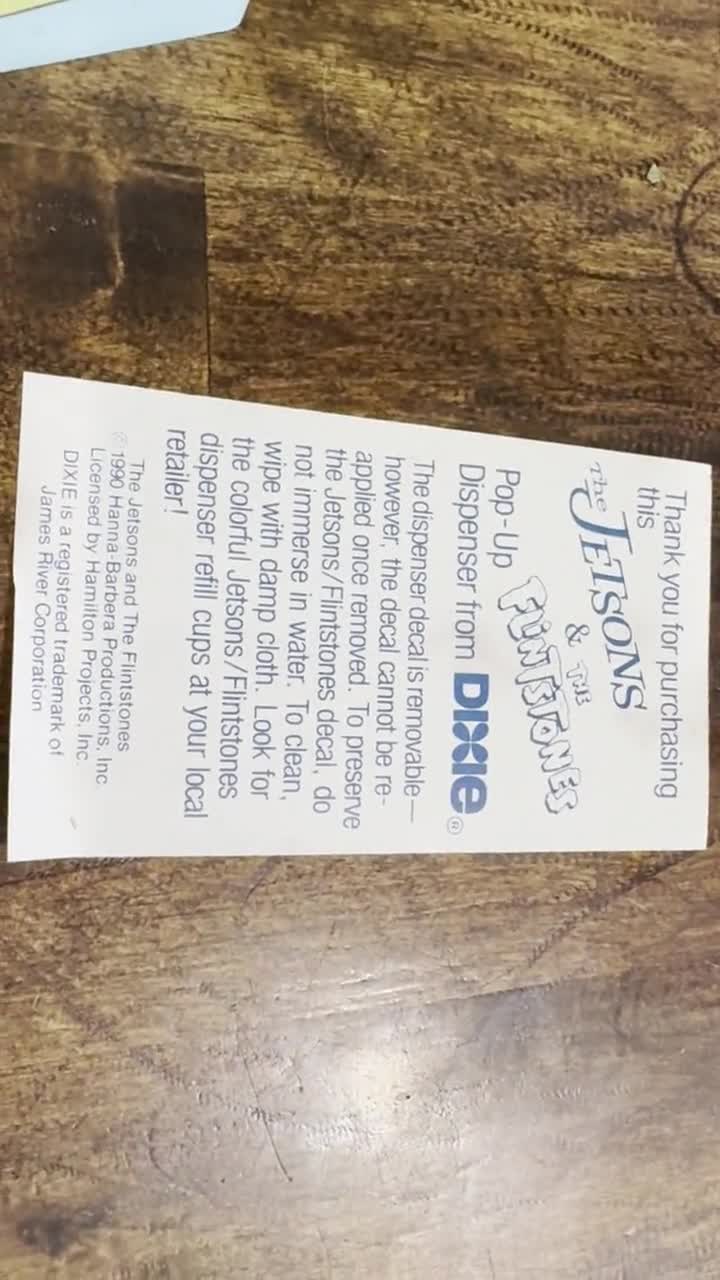 Thank you for purchasing
this
The JETSONS
& THE
Pop-Up FLINTSTONES
Dispenser from DIXIE®
The dispenser decal is removable—
however, the decal cannot be re-
applied once removed. To preserve
the Jetsons/Flintstones decal, do
not immerse in water. To clean,
wipe with damp cloth. Look for
the colorful Jetsons/Flintstones
dispenser refill cups at your local
retailer!
The Jetsons and The Flintstones
© 1990 Hanna-Barbera Productions, Inc
Licensed by Hamilton Projects, Inc.
DIXIE is a registered trademark of
James River Corporation